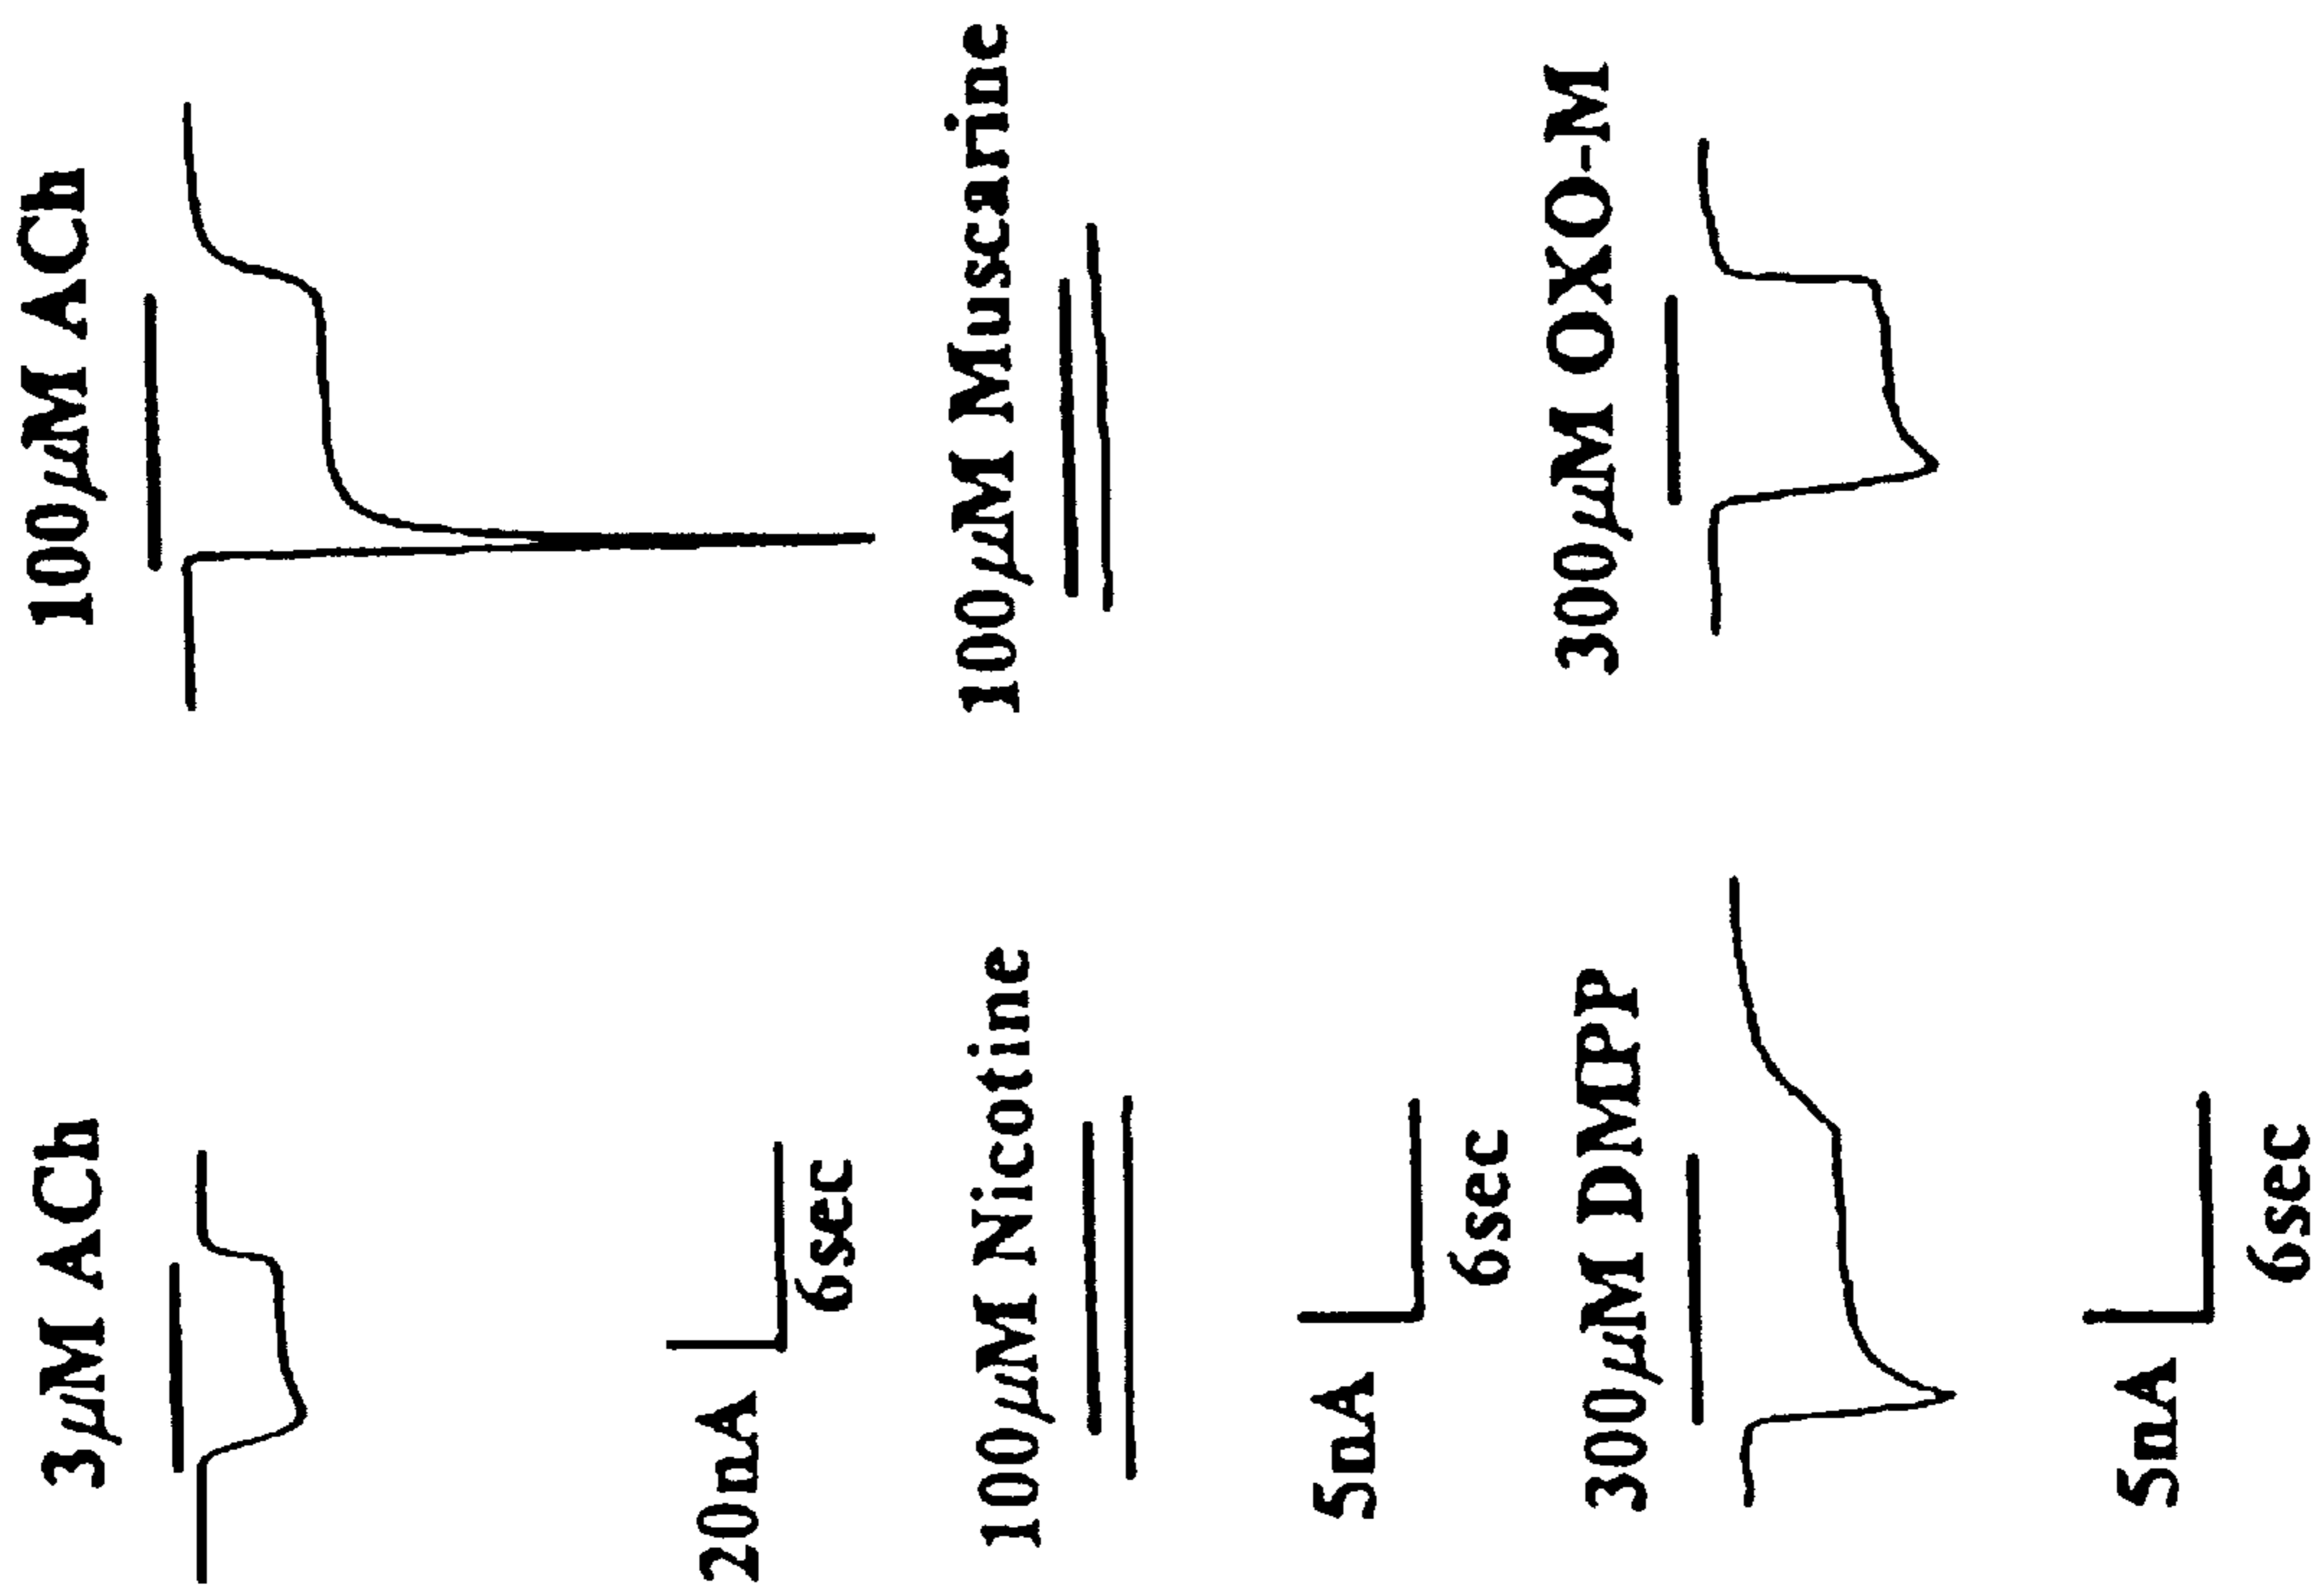 3μM ACh
100μM ACh
20nA
6sec
100μM Nicotine
100μM Muscarine
5nA
6sec
300μM DMPP
300μM OXO-M
5nA
6sec